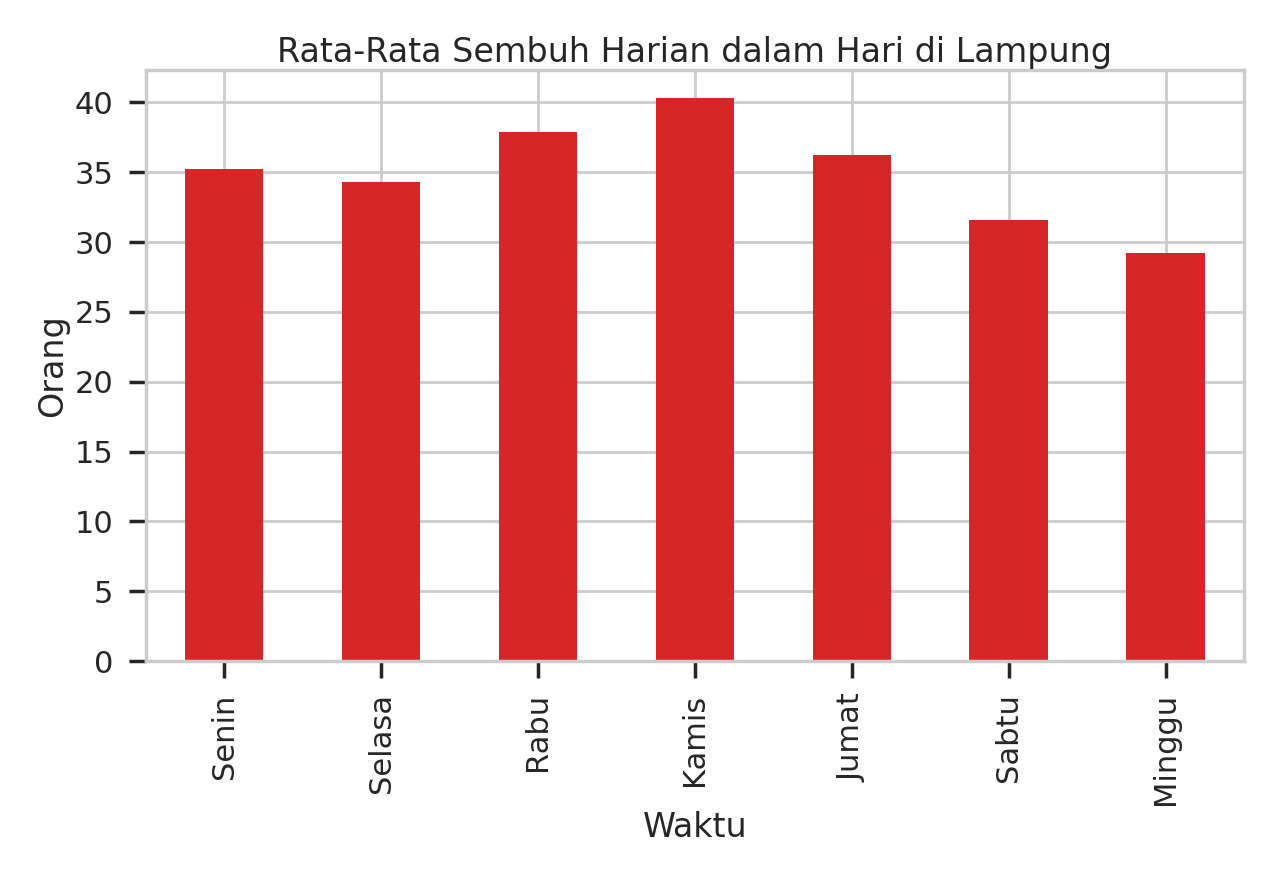 Rata-Rata Sembuh Harian dalam Hari di Lampung
40
35
30
25
20
15
10
5
0
Orang
Senin
Selasa
Rabu
Kamis
Jumat
Sabtu
Minggu
Waktu